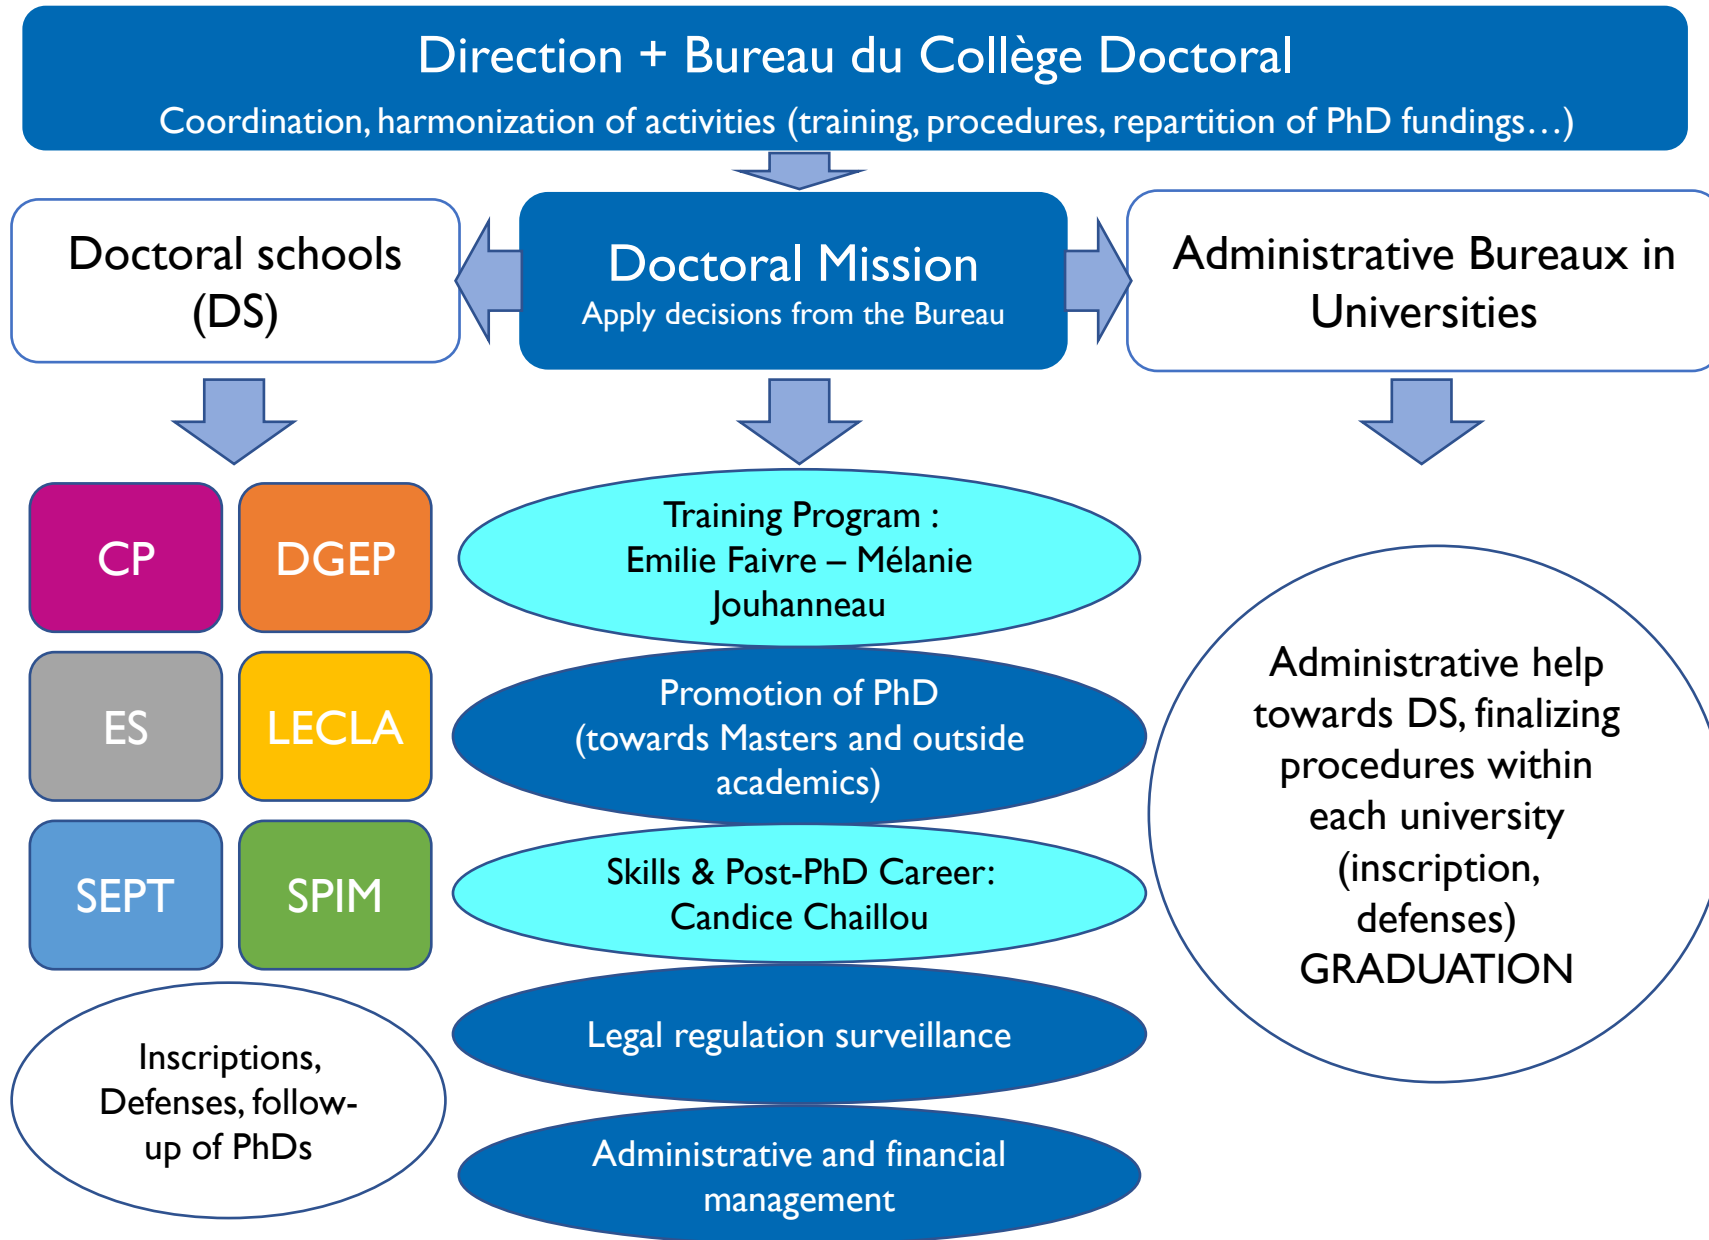 Direction + Bureau du Collège Doctoral
Coordination, harmonization of activities (training, procedures, repartition of PhD fundings…)
Doctoral schools
(DS)
Doctoral Mission
Apply decisions from the Bureau
Administrative Bureaux in
Universities
CP
DGEP
ES
LECLA
SEPT
SPIM
Inscriptions,
Defenses, follow-
up of PhDs
Training Program :
Emilie Faivre – Mélanie
Jouhanneau
Promotion of PhD
(towards Masters and outside
academics)
Skills & Post-PhD Career:
Candice Chaillou
Legal regulation surveillance
Administrative and financial
management
Administrative help
towards DS, finalizing
procedures within
each university
(inscription,
defenses)
GRADUATION